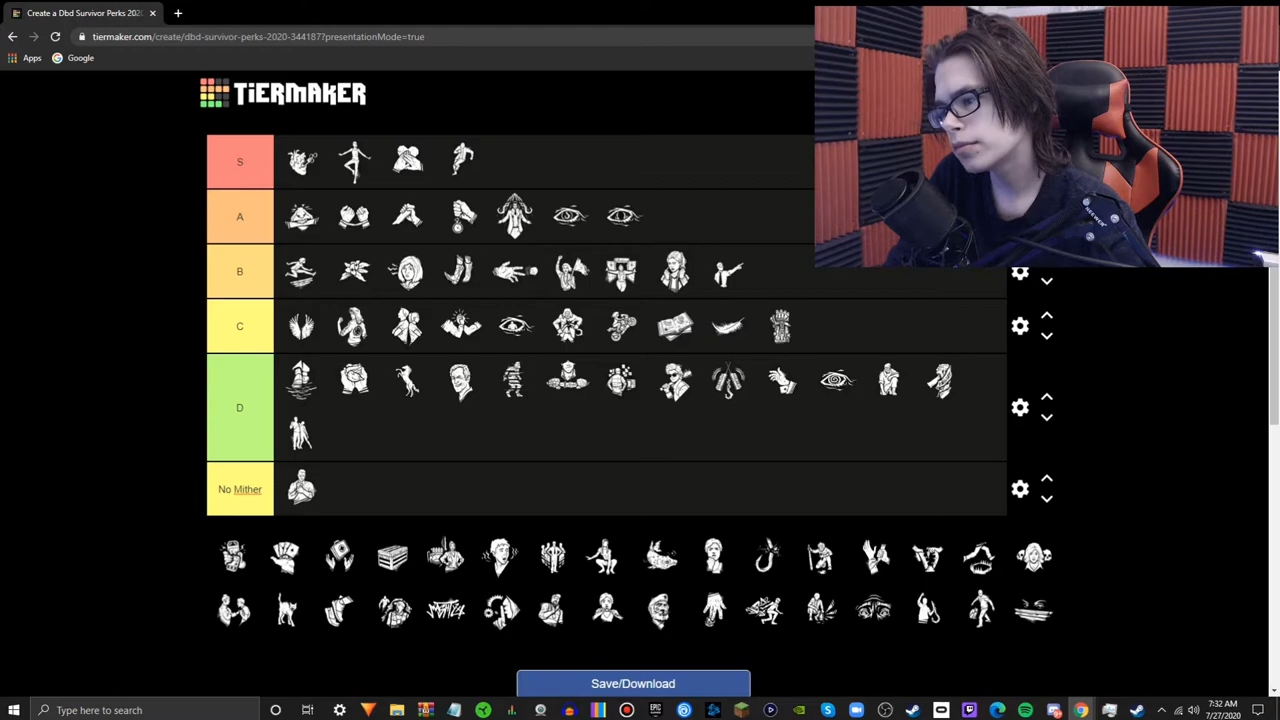 Create a Dbd Survivor Perks 202
tiermaker.com/create/dbd-survivor-perks-2020-344187?presentationMode=true
Apps
Google
TiERMAKER
S
A
B
C
D
No Mither
Save/Download
Type here to search
7:32 AM
7/27/2020